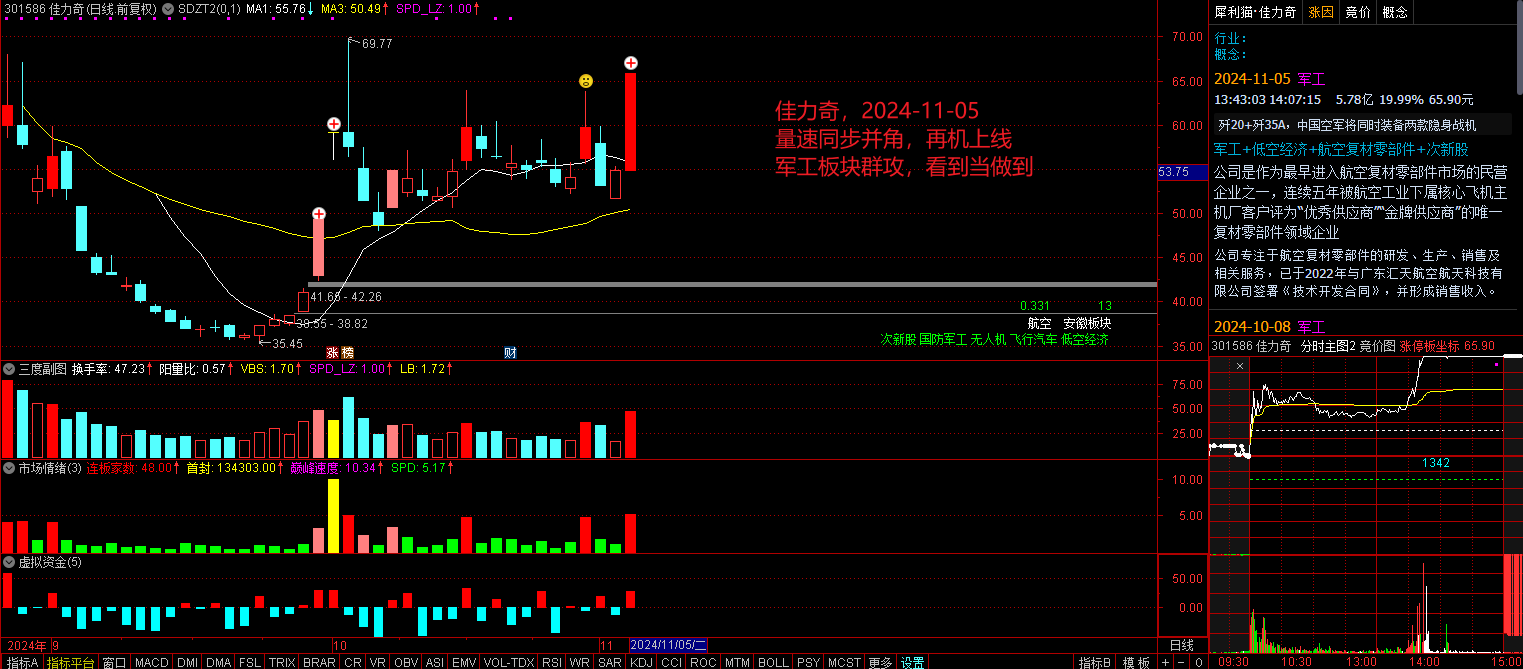 301586 佳力奇(日线.前复权) SDZT2(0,1) MA1: 55.76↓ MA3: 50.49↑ SPD_LZ: 1.00↑
69.77
佳力奇，2024-11-05
量速同步并角，再机上线
军工板块群攻，看到当做到
41.65 - 42.26
38.55 - 38.82
←35.45
0.331 13
航空 安徽板块
次新股 国防军工 无人机 飞行汽车 低空经济
涨 榜 财
70.00
65.00
60.00
53.75
50.00
45.00
40.00
35.00
三度副图 换手率: 47.23↑ 阳量比: 0.57↑ VBS: 1.70↑ SPD_LZ: 1.00↑ LB: 1.72↑
75.00
50.00
25.00
市场情绪(3) 连板家数: 48.00↑ 首封: 134303.00↑ 巅峰速度: 10.34↑ SPD: 5.17↑
10.00
5.00
虚拟资金(5)
50.00
0.00
2024年 9 10 11 2024/11/05/二 日线
指标A 指标平台 窗口 MACD DMI DMA FSL TRIX BRAR CR VR OBV ASI EMV VOL-TDX RSI WR SAR KDJ CCI ROC MTM BOLL PSY MCST 更多 设置 指标B 模板 + - O
犀利猫·佳力奇 涨因 竞价 概念
行业：
概念：
2024-11-05 军工
13:43:03 14:07:15 5.78亿 19.99% 65.90元
歼20+歼35A，中国空军将同时装备两款隐身战机
军工+低空经济+航空复材零部件+次新股
公司是作为最早进入航空复材零部件市场的民营
企业之一，连续五年被航空工业下属核心飞机主
机厂客户评为“优秀供应商”“金牌供应商”的唯一
复材零部件领域企业
公司专注于航空复材零部件的研发、生产、销售及
相关服务，已于2022年与广东汇天航空航天科技有
限公司签署《技术开发合同》，并形成销售收入。
2024-10-08 军工
301586 佳力奇 分时主图2 竞价图 涨停板坐标 65.90
×
1342
09:30 10:30 13:00 14:00 15:00